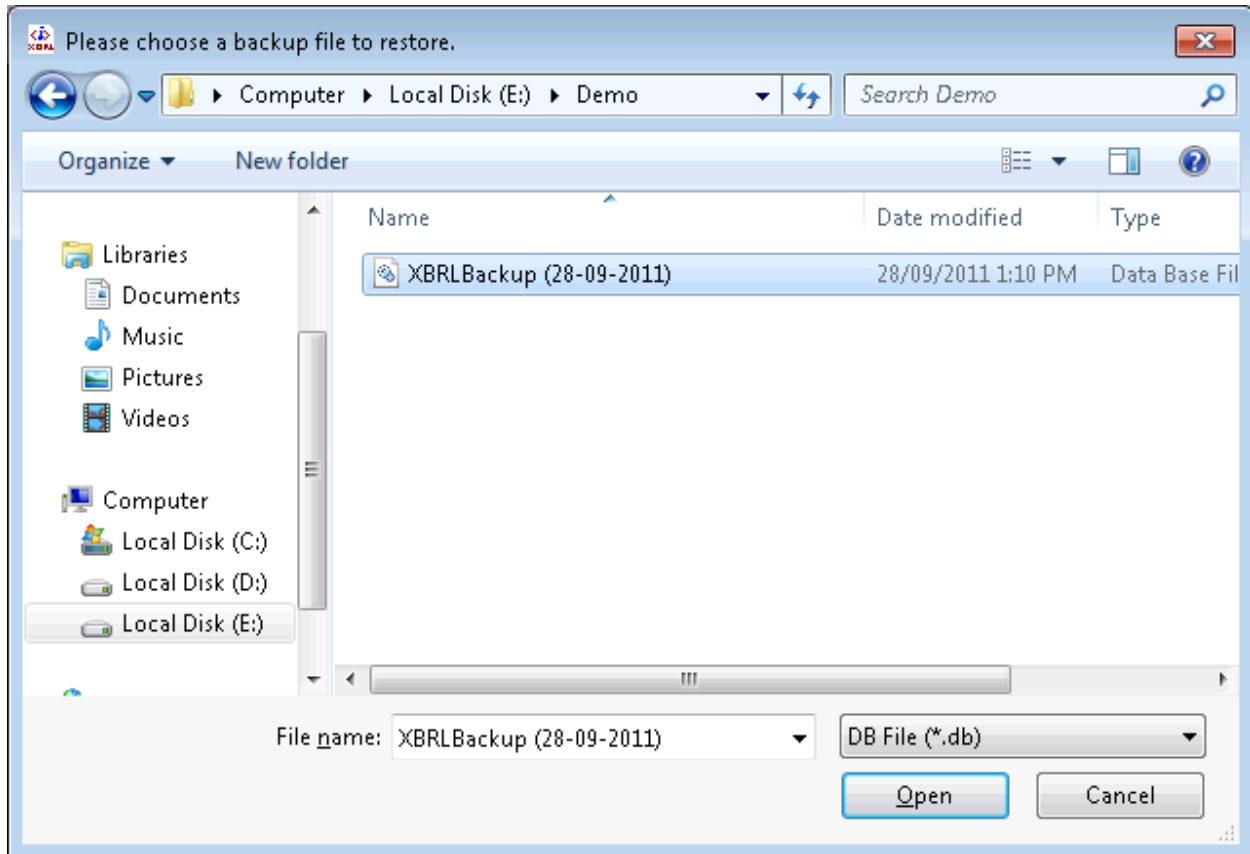 XBRL Please choose a backup file to restore.
Computer Local Disk (E:) Demo Search Demo
Organize New folder
Name Date modified Type
XBRLBackup (28-09-2011) 28/09/2011 1:10 PM Data Base Fil
Libraries
Documents
Music
Pictures
Videos
Computer
Local Disk (C:)
Local Disk (D:)
Local Disk (E:)
File name: XBRLBackup (28-09-2011) DB File (*.db)
Open Cancel